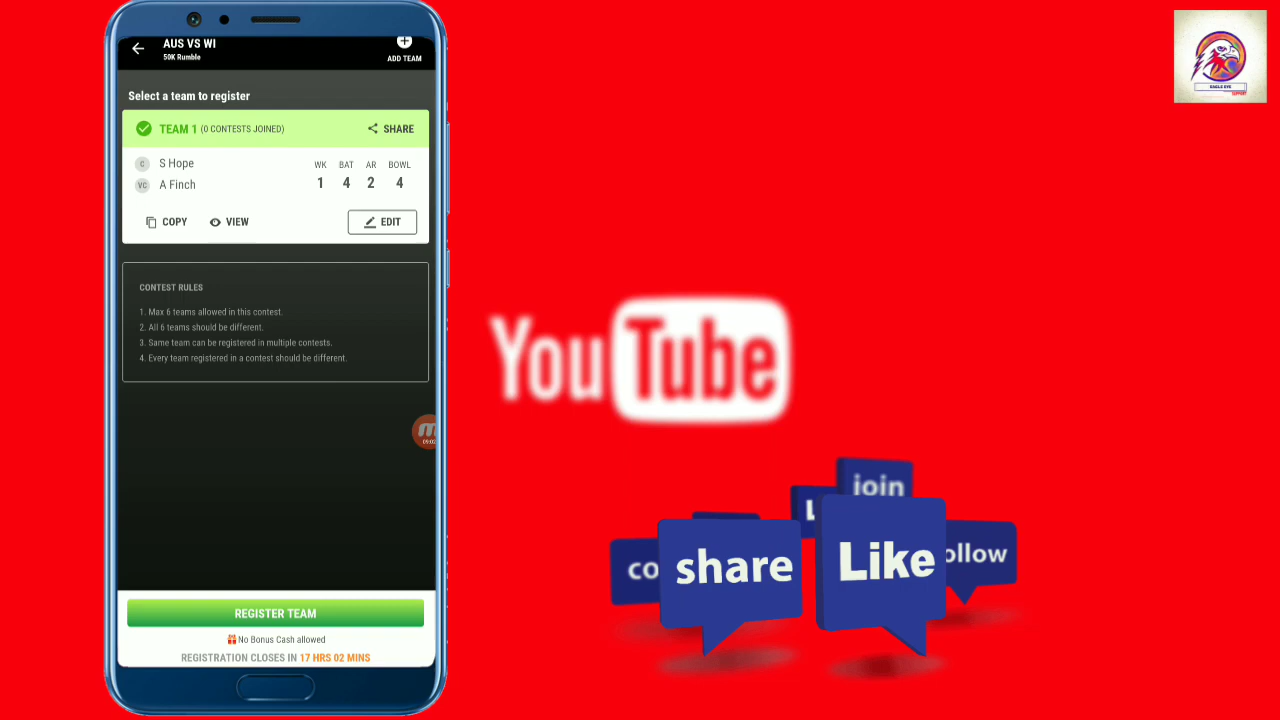 AUS VS WI
50K Rumble
ADD TEAM
Select a team to register
TEAM 1 (0 CONTESTS JOINED)
SHARE
C S Hope
VC A Finch
WK BAT AR BOWL
1 4 2 4
COPY VIEW EDIT
CONTEST RULES
1. Max 6 teams allowed in this contest.
2. All 6 teams should be different.
3. Same team can be registered in multiple contests.
4. Every team registered in a contest should be different.
REGISTER TEAM
No Bonus Cash allowed
REGISTRATION CLOSES IN 17 HRS 02 MINS
YouTube
join
L
co
share
Like
ollow
EAGLE EYE